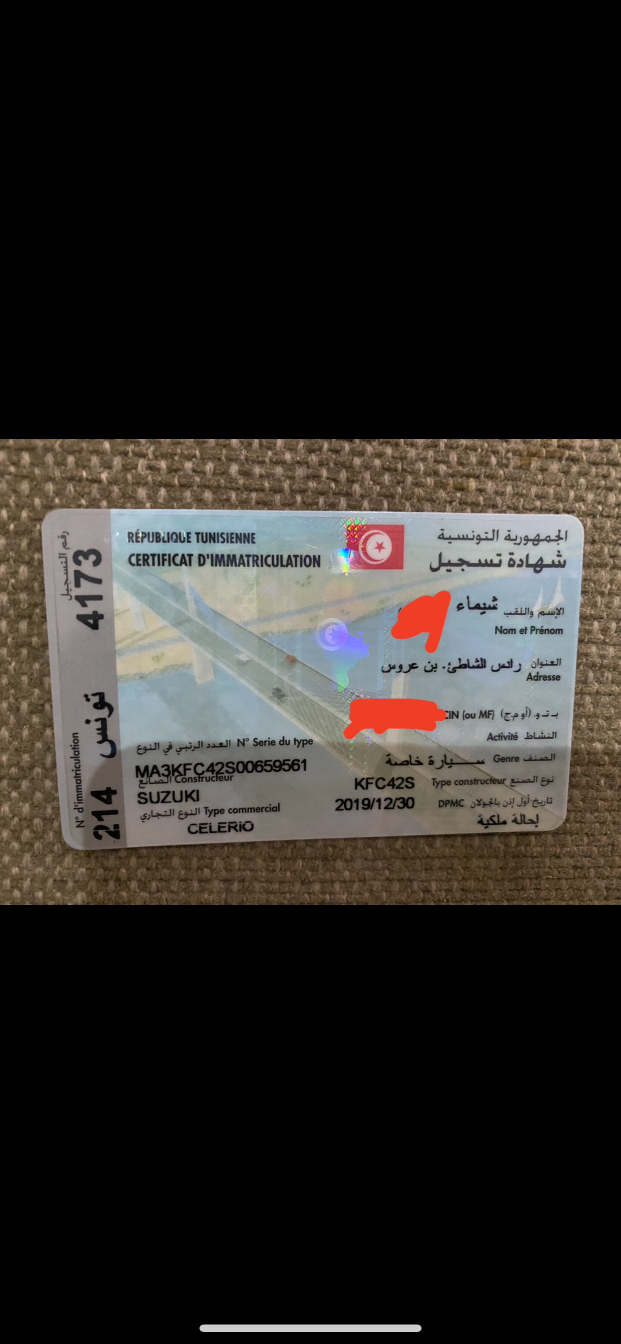 الجمهورية التونسية
شهادة تسجيل
RÉPUBLIQUE TUNISIENNE
CERTIFICAT D'IMMATRICULATION
رقم التسجيل
4173 تونس 214
N° d'immatriculation
الإسم واللقب شيماء
Nom et Prénom
العنوان رادس الشاطئ. بن عروس
Adresse
ب.ت.و. (أو م.ج) CIN (ou MF)
النشاط Activité
الصنف Genre سيارة خاصة
نوع الصنع Type constructeur KFC42S
تاريخ أول إذن بالجولان DPMC 2019/12/30
إحالة ملكية
العدد الرتبي في النوع N° Serie du type
MA3KFC42S00659561
الصانع Constructeur
SUZUKI
النوع التجاري Type commercial
CELERiO